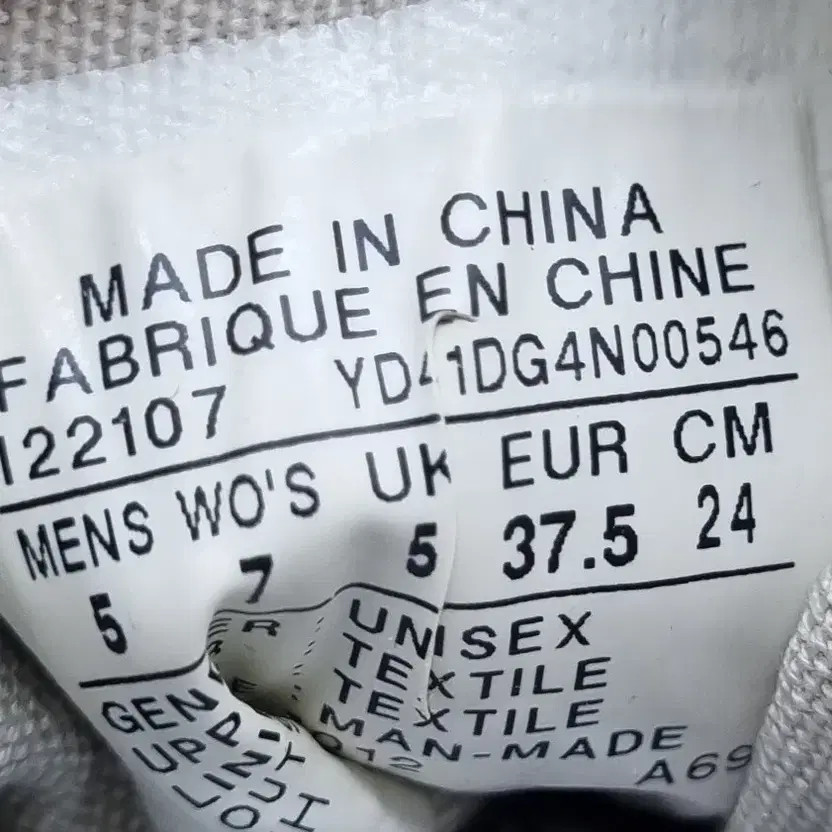 MADE IN CHINA
FABRIQUE EN CHINE
122107 YD41DG4N00546
MENS WO'S UK EUR CM
5 7 5 37.5 24
UNISEX
TEXTILE
TEXTILE
MAN-MADE
A69